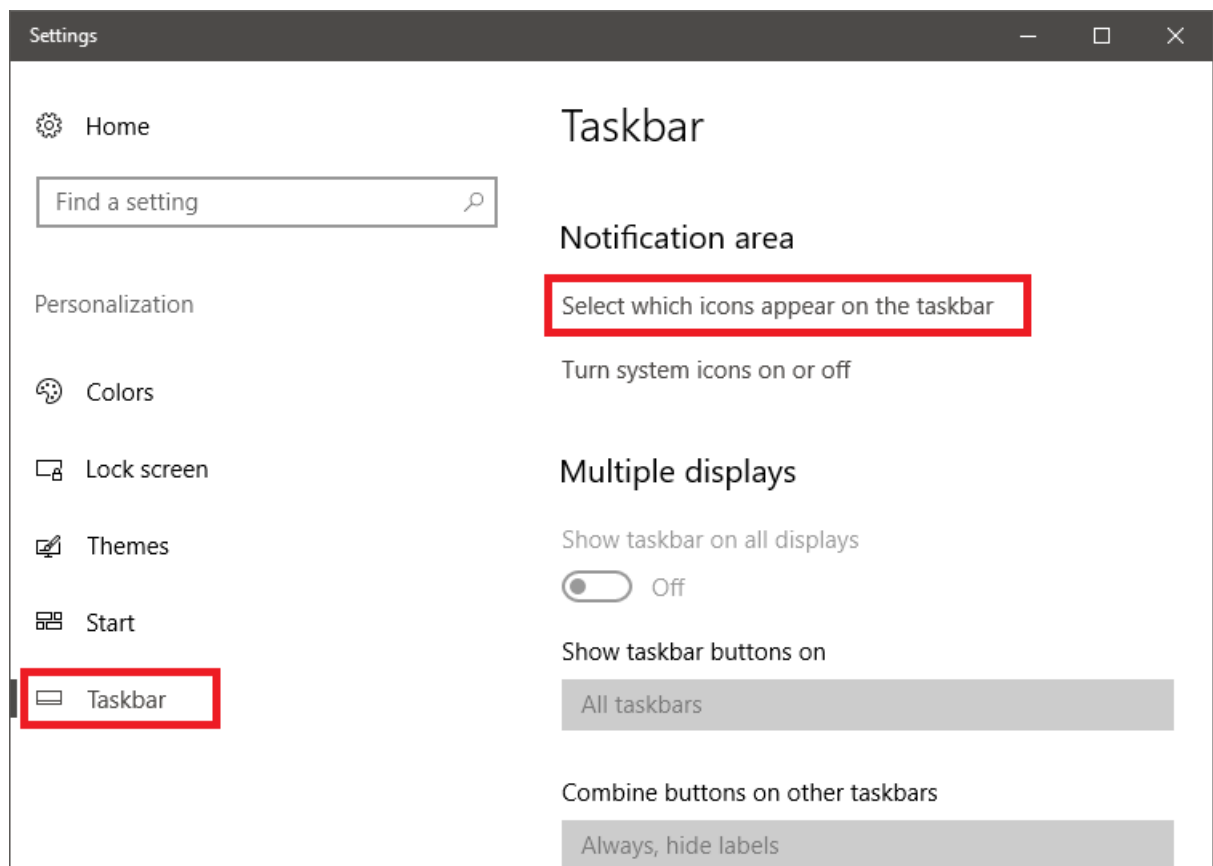 Settings
Home
Find a setting
Personalization
Colors
Lock screen
Themes
Start
Taskbar
Taskbar
Notification area
Select which icons appear on the taskbar
Turn system icons on or off
Multiple displays
Show taskbar on all displays
Off
Show taskbar buttons on
All taskbars
Combine buttons on other taskbars
Always, hide labels